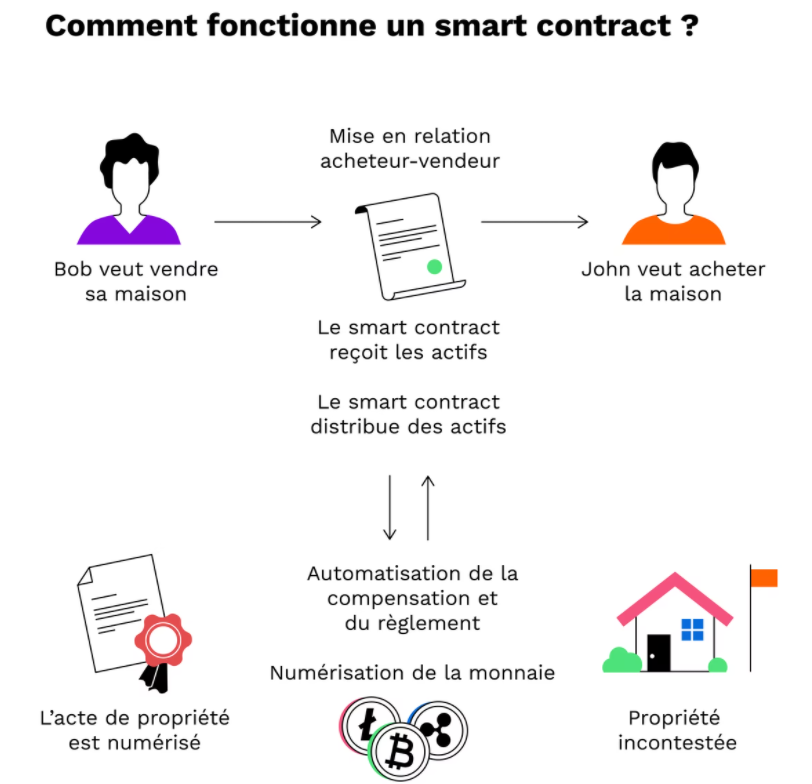 Comment fonctionne un smart contract ?
Mise en relation
acheteur-vendeur
Bob veut vendre
sa maison
John veut acheter
la maison
Le smart contract
reçoit les actifs
Le smart contract
distribue des actifs
Automatisation de la
compensation et
du règlement
Numérisation de la monnaie
L’acte de propriété
est numérisé
Propriété
incontestée